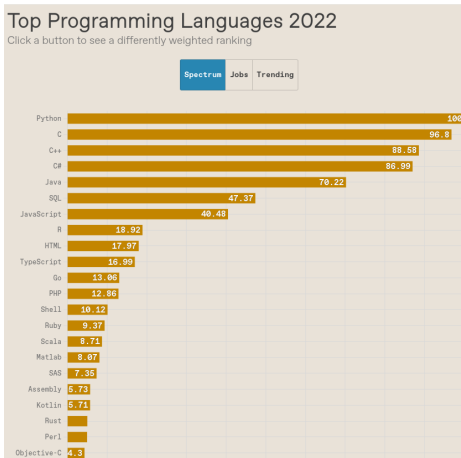 Top Programming Languages 2022
Click a button to see a differently weighted ranking
Spectrum Jobs Trending
Python 100
C 96.8
C++ 88.58
C# 86.99
Java 70.22
SQL 47.37
JavaScript 40.48
R 18.92
HTML 17.97
TypeScript 16.99
Go 13.06
PHP 12.86
Shell 10.12
Ruby 9.37
Scala 8.71
Matlab 8.07
SAS 7.35
Assembly 5.73
Kotlin 5.71
Rust
Perl
Objective-C 4.3